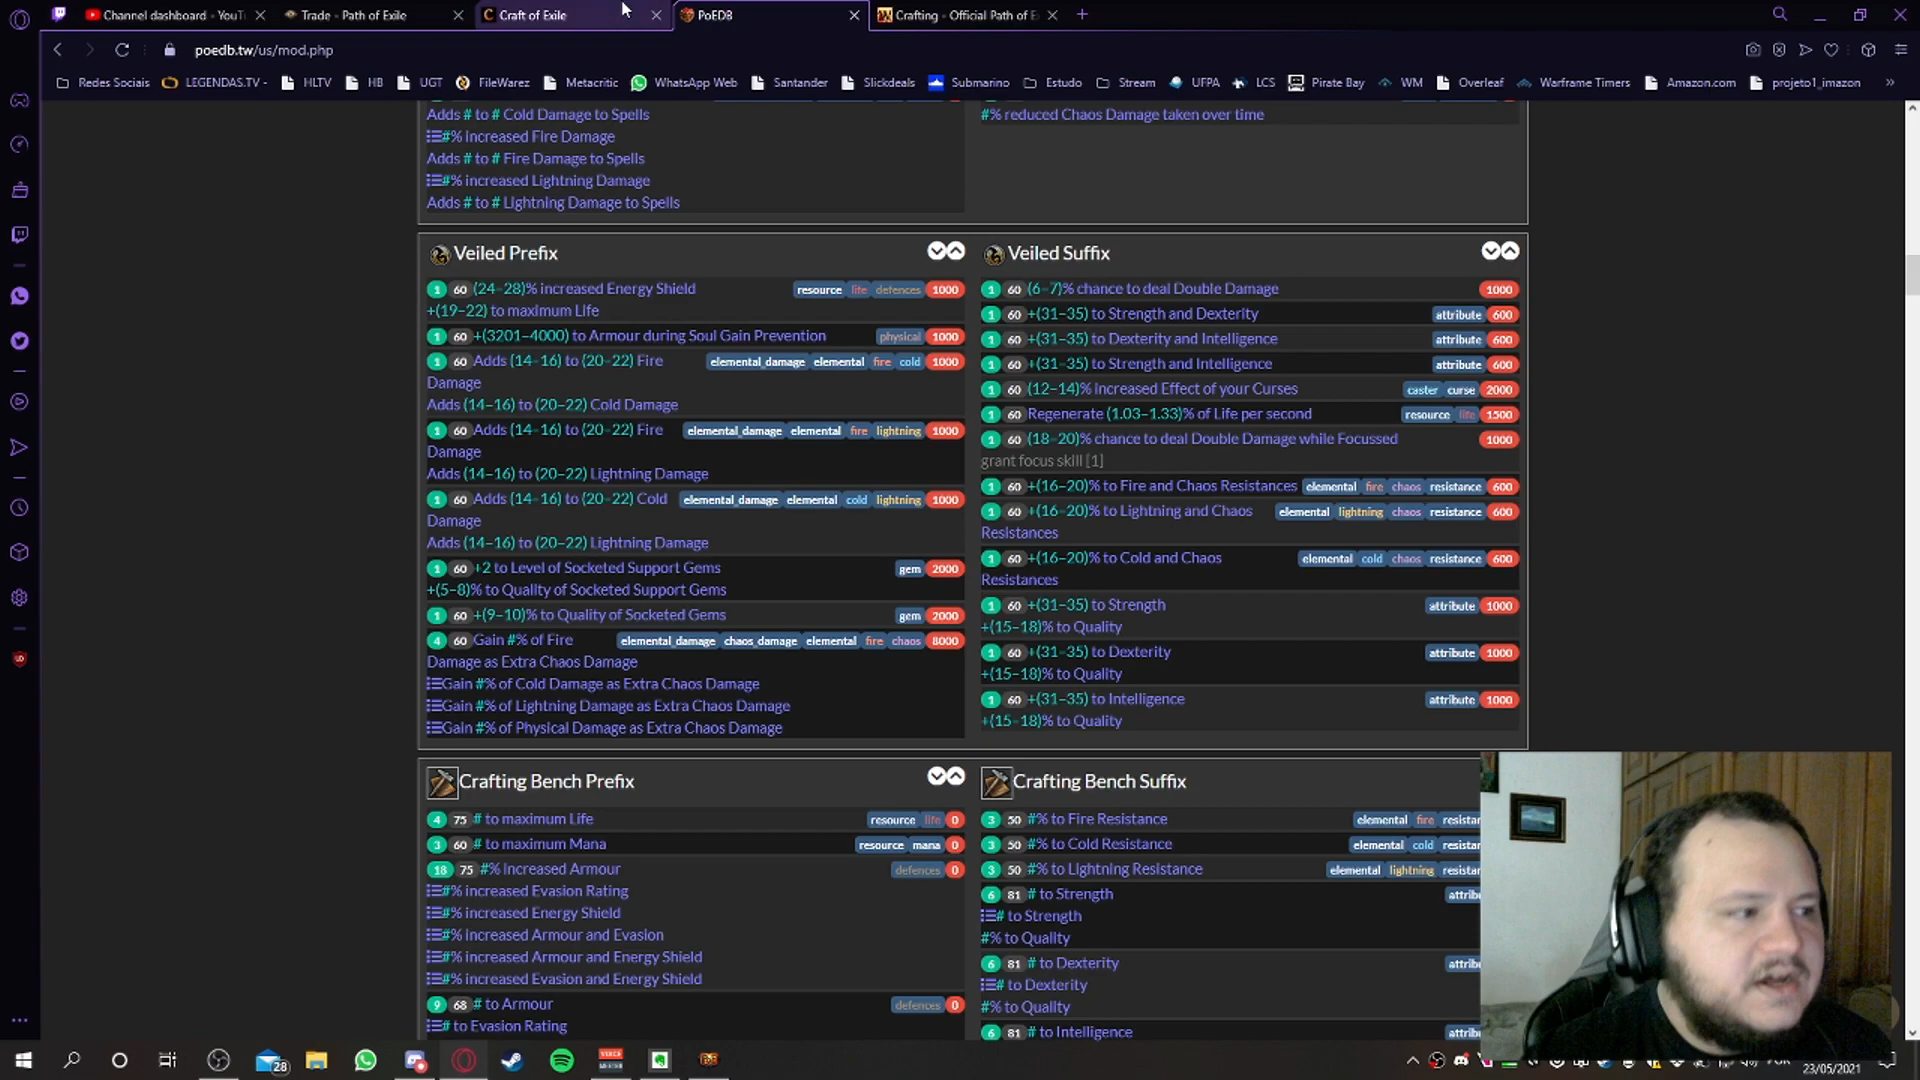 Channel dashboard - YouT
Trade - Path of Exile
Craft of Exile
PoEDB
Crafting - Official Path of E
poedb.tw/us/mod.php
Redes Sociais
LEGENDAS.TV -
HLTV
HB
UGT
FileWarez
Metacritic
WhatsApp Web
Santander
Slickdeals
Submarino
Estudo
Stream
UFPA
LCS
Pirate Bay
WM
Overleaf
Warframe Timers
Amazon.com
projeto1_imazon
Adds # to # Cold Damage to Spells
#% increased Fire Damage
Adds # to # Fire Damage to Spells
#% increased Lightning Damage
Adds # to # Lightning Damage to Spells
#% reduced Chaos Damage taken over time
Veiled Prefix
1 60 (24–28)% increased Energy Shield resource life defences 1000
+(19–22) to maximum Life
1 60 +(3201–4000) to Armour during Soul Gain Prevention physical 1000
1 60 Adds (14–16) to (20–22) Fire elemental_damage elemental fire cold 1000
Damage
Adds (14–16) to (20–22) Cold Damage
1 60 Adds (14–16) to (20–22) Fire elemental_damage elemental fire lightning 1000
Damage
Adds (14–16) to (20–22) Lightning Damage
1 60 Adds (14–16) to (20–22) Cold elemental_damage elemental cold lightning 1000
Damage
Adds (14–16) to (20–22) Lightning Damage
1 60 +2 to Level of Socketed Support Gems gem 2000
+(5–8)% to Quality of Socketed Support Gems
1 60 +(9–10)% to Quality of Socketed Gems gem 2000
4 60 Gain #% of Fire elemental_damage chaos_damage elemental fire chaos 8000
Damage as Extra Chaos Damage
Gain #% of Cold Damage as Extra Chaos Damage
Gain #% of Lightning Damage as Extra Chaos Damage
Gain #% of Physical Damage as Extra Chaos Damage
Veiled Suffix
1 60 (6–7)% chance to deal Double Damage 1000
1 60 +(31–35) to Strength and Dexterity attribute 600
1 60 +(31–35) to Dexterity and Intelligence attribute 600
1 60 +(31–35) to Strength and Intelligence attribute 600
1 60 (12–14)% increased Effect of your Curses caster curse 2000
1 60 Regenerate (1.03–1.33)% of Life per second resource life 1500
1 60 (18–20)% chance to deal Double Damage while Focussed 1000
grant focus skill [1]
1 60 +(16–20)% to Fire and Chaos Resistances elemental fire chaos resistance 600
1 60 +(16–20)% to Lightning and Chaos elemental lightning chaos resistance 600
Resistances
1 60 +(16–20)% to Cold and Chaos elemental cold chaos resistance 600
Resistances
1 60 +(31–35) to Strength attribute 1000
+(15–18)% to Quality
1 60 +(31–35) to Dexterity attribute 1000
+(15–18)% to Quality
1 60 +(31–35) to Intelligence attribute 1000
+(15–18)% to Quality
Crafting Bench Prefix
4 75 # to maximum Life resource life 0
3 60 # to maximum Mana resource mana 0
18 75 #% increased Armour defences 0
#% increased Evasion Rating
#% increased Energy Shield
#% increased Armour and Evasion
#% increased Armour and Energy Shield
#% increased Evasion and Energy Shield
9 68 # to Armour defences 0
# to Evasion Rating
Crafting Bench Suffix
3 50 #% to Fire Resistance elemental fire resistan
3 50 #% to Cold Resistance elemental cold resistan
3 50 #% to Lightning Resistance elemental lightning resistan
6 81 # to Strength attribu
# to Strength
#% to Quality
6 81 # to Dexterity attribu
# to Dexterity
#% to Quality
6 81 # to Intelligence attribu
28
23/05/2021